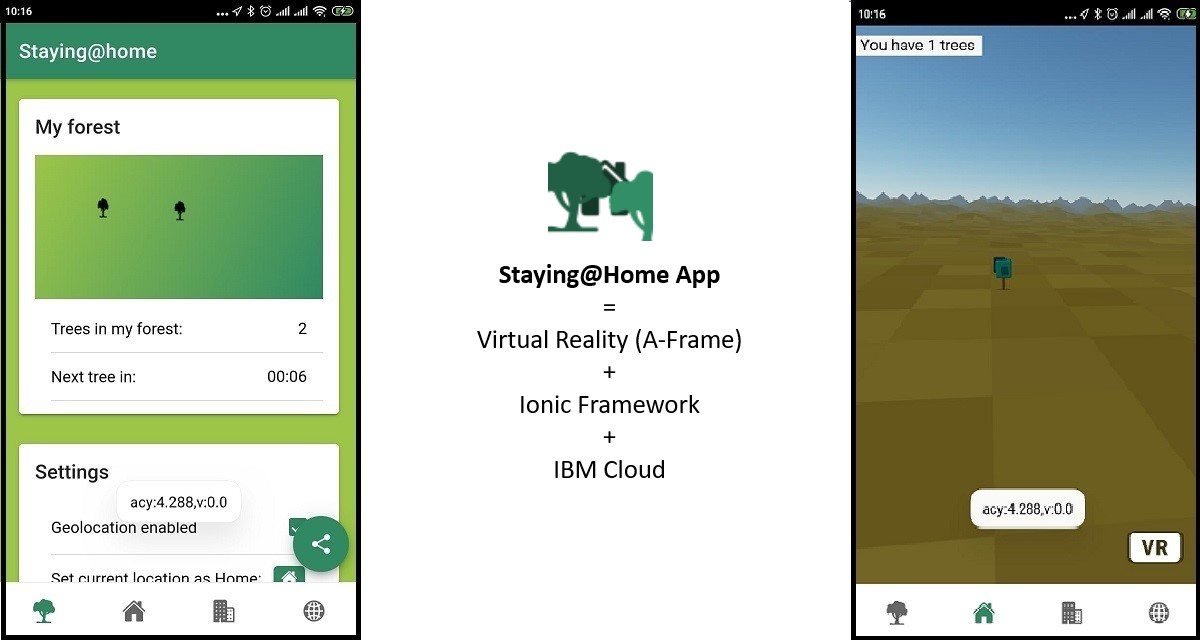 10:16
Staying@home
My forest
Trees in my forest: 2
Next tree in: 00:06
Settings
acy:4.288,v:0.0
Geolocation enabled
Set current location as Home:
Staying@Home App
=
Virtual Reality (A-Frame)
+
Ionic Framework
+
IBM Cloud
10:16
You have 1 trees
acy:4.288,v:0.0
VR